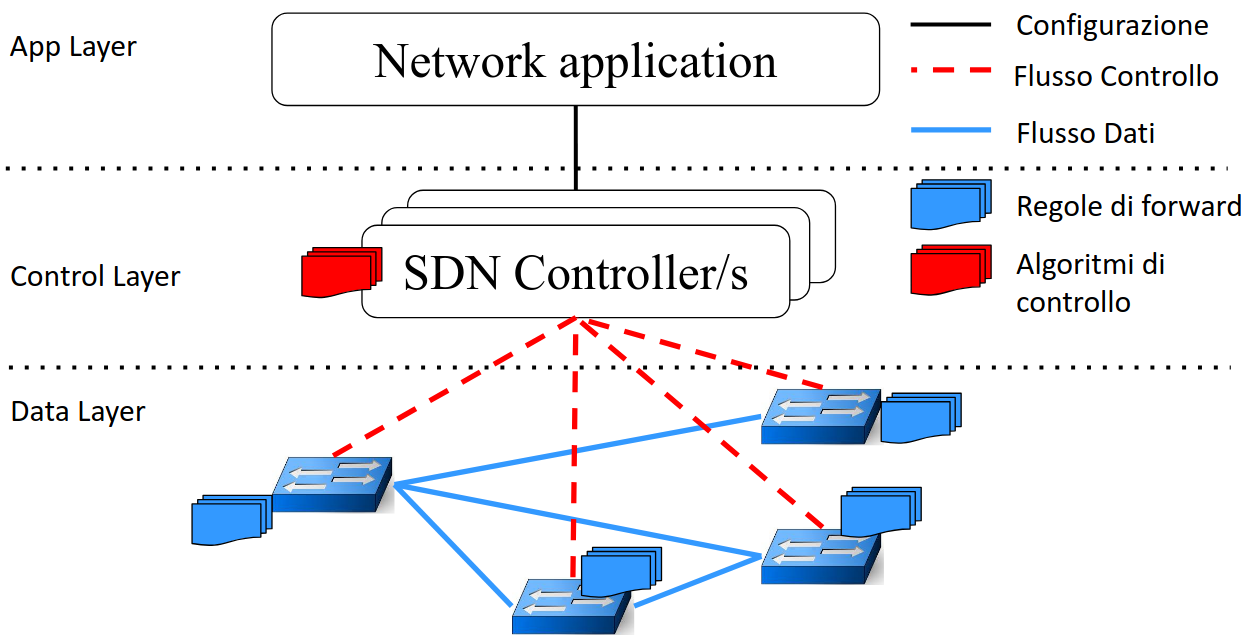 App Layer
Network application
Configurazione
Flusso Controllo
Flusso Dati
Control Layer
SDN Controller/s
Regole di forward
Algoritmi di
controllo
Data Layer